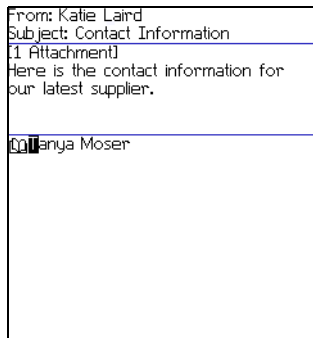 From: Katie Laird
Subject: Contact Information
[1 Attachment]
Here is the contact information for
our latest supplier.
Tanya Moser